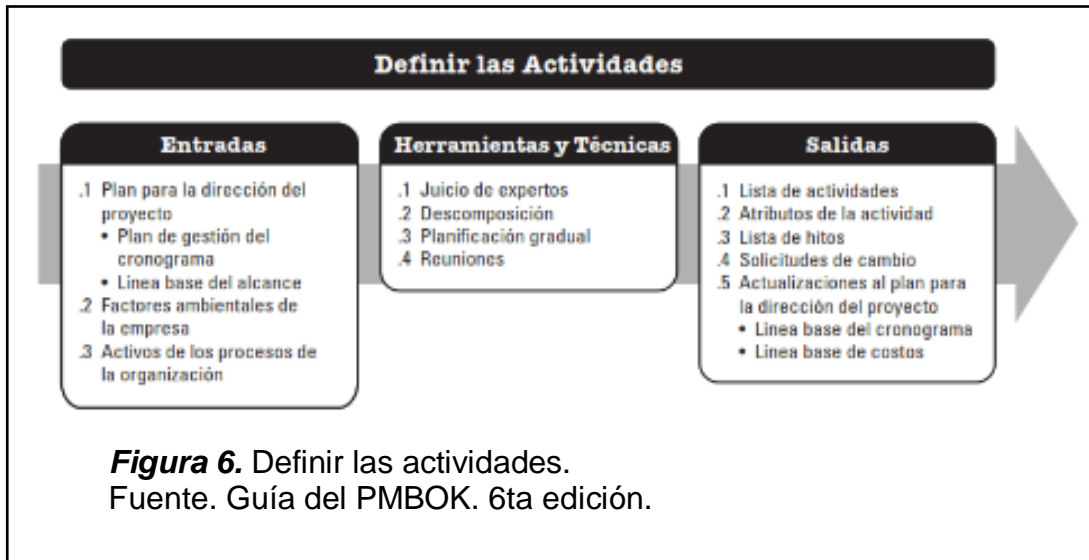 Definir las Actividades
Entradas
.1 Plan para la dirección del
proyecto
• Plan de gestión del
cronograma
• Linea base del alcance
.2 Factores ambientales de
la empresa
.3 Activos de los procesos de
la organización
Herramientas y Técnicas
.1 Juicio de expertos
.2 Descomposición
.3 Planificación gradual
.4 Reuniones
Salidas
.1 Lista de actividades
.2 Atributos de la actividad
.3 Lista de hitos
.4 Solicitudes de cambio
.5 Actualizaciones al plan para
la dirección del proyecto
• Linea base del cronograma
• Linea base de costos
Figura 6. Definir las actividades.
Fuente. Guía del PMBOK. 6ta edición.